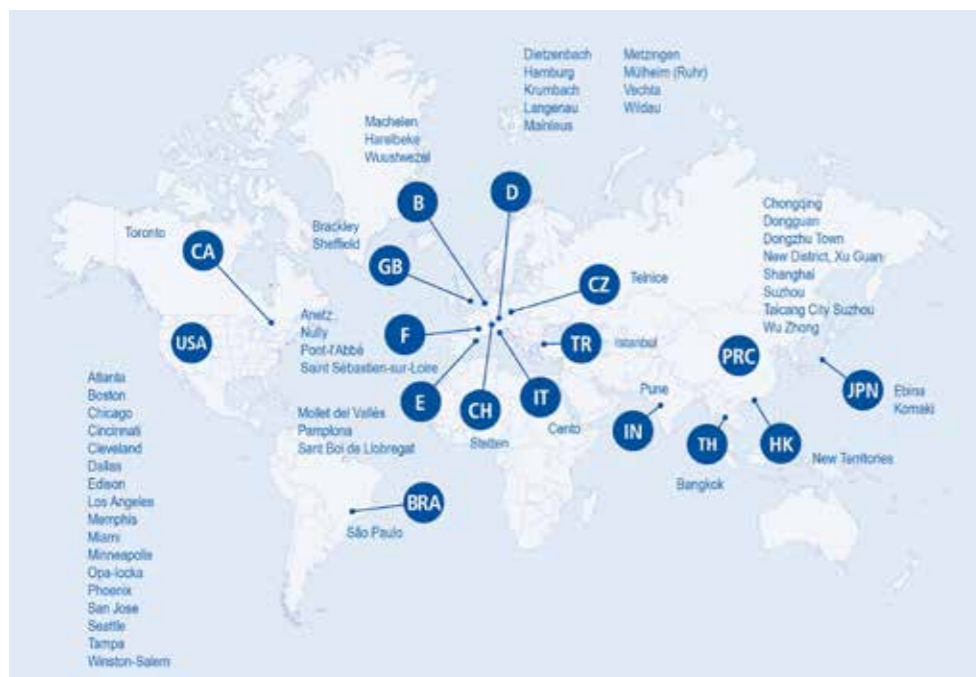 Dietzenbach
Hamburg
Krumbach
Langenau
Mainleus
Metzingen
Mülheim (Ruhr)
Vechta
Wildau
Machelen
Harelbeke
Wuustwezel
D
B
Brackley
Sheffield
GB
Toronto
CA
CZ
Telnice
Chongqing
Dongguan
Dongzhu Town
New District, Xu Guan
Shanghai
Suzhou
Taicang City Suzhou
Wu Zhong
PRC
USA
Anetz
Nully
Pont-l'Abbé
Saint Sébastien-sur-Loire
F
TR
Istanbul
JPN
Ebina
Komaki
Atlanta
Boston
Chicago
Cincinnati
Cleveland
Dallas
Edison
Los Angeles
Memphis
Miami
Minneapolis
Opa-locka
Phoenix
San Jose
Seattle
Tampa
Winston-Salem
Mollet del Vallés
Pamplona
Sant Boi de Llobregat
E
CH
Stetten
IT
Cento
Pune
IN
TH
Bangkok
HK
New Territories
BRA
São Paulo